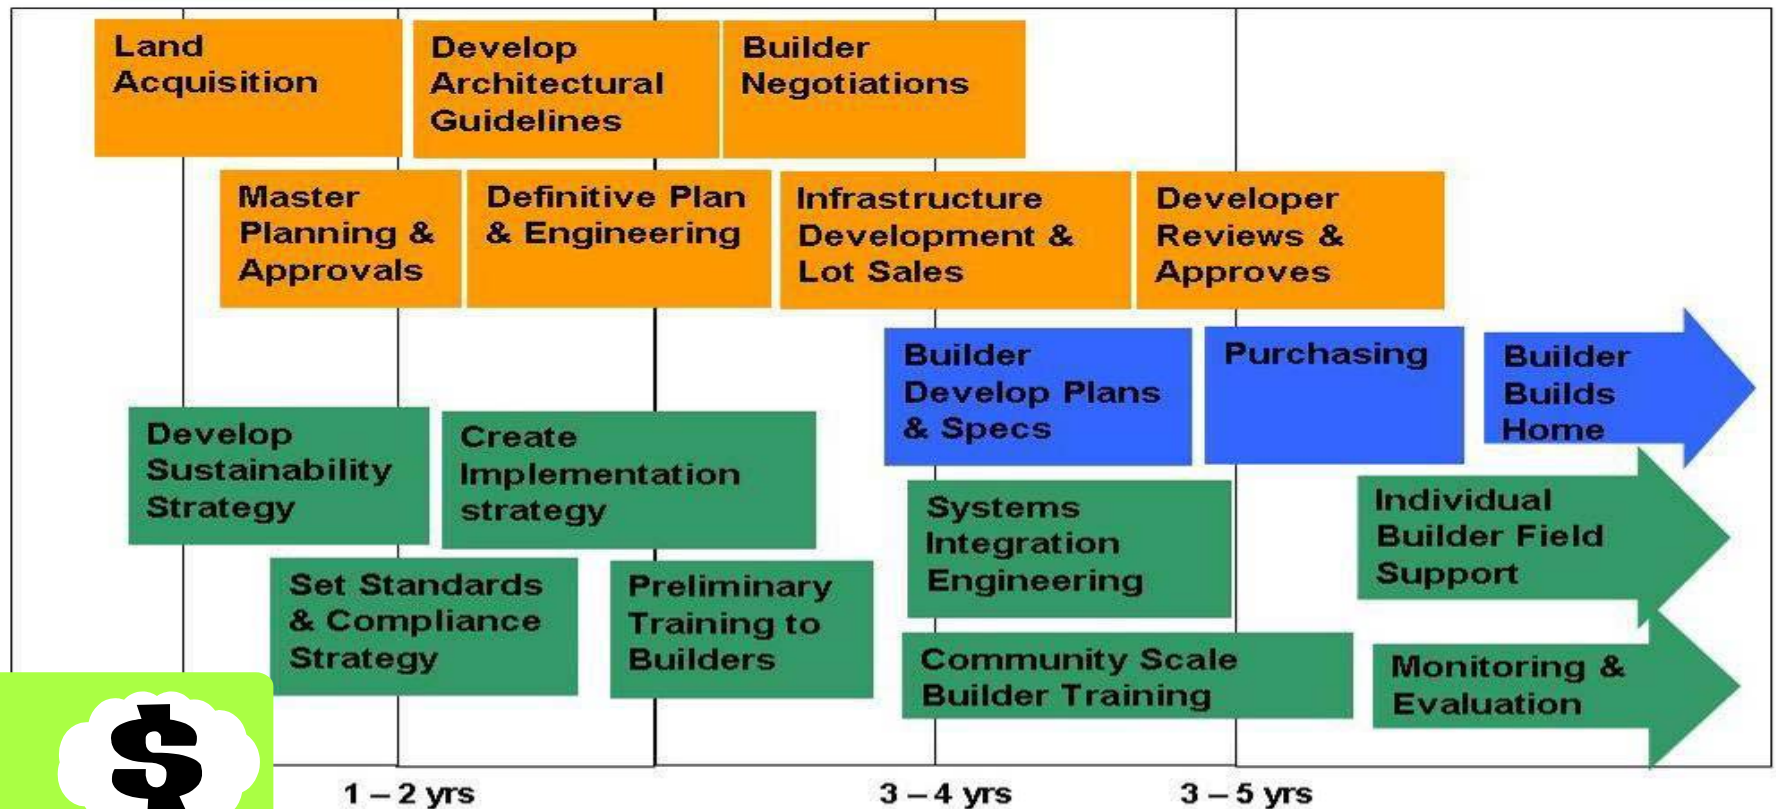 Land
Acquisition
Develop
Architectural
Guidelines
Builder
Negotiations
Master
Planning &
Approvals
Definitive Plan
& Engineering
Infrastructure
Development &
Lot Sales
Developer
Reviews &
Approves
Builder
Develop Plans
& Specs
Purchasing
Builder
Builds
Home
Develop
Sustainability
Strategy
Create
Implementation
strategy
Systems
Integration
Engineering
Individual
Builder Field
Support
Set Standards
& Compliance
Strategy
Preliminary
Training to
Builders
Community Scale
Builder Training
Monitoring &
Evaluation
$
1 – 2 yrs
3 – 4 yrs
3 – 5 yrs